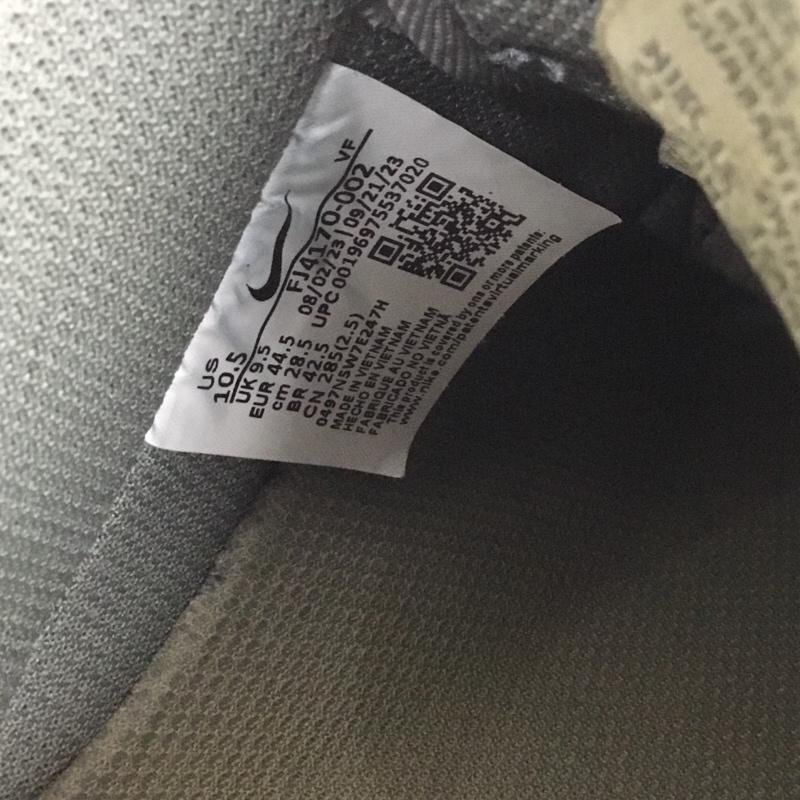 US
10.5
UK 9.5
EUR 44.5
cm 28.5
BR 42.5
CN 285(2.5)
FJ4170-002 VF
08/02/23 | 09/21/23
UPC 00196975537020
0497NSW7E247H
MADE IN VIETNAM
HECHO EN VIETNAM
FABRIQUE AU VIETNAM
FABRICADO NO VIETNÃ
This product is covered by one or more patents:
www.nike.com/patentsvirtualmarking